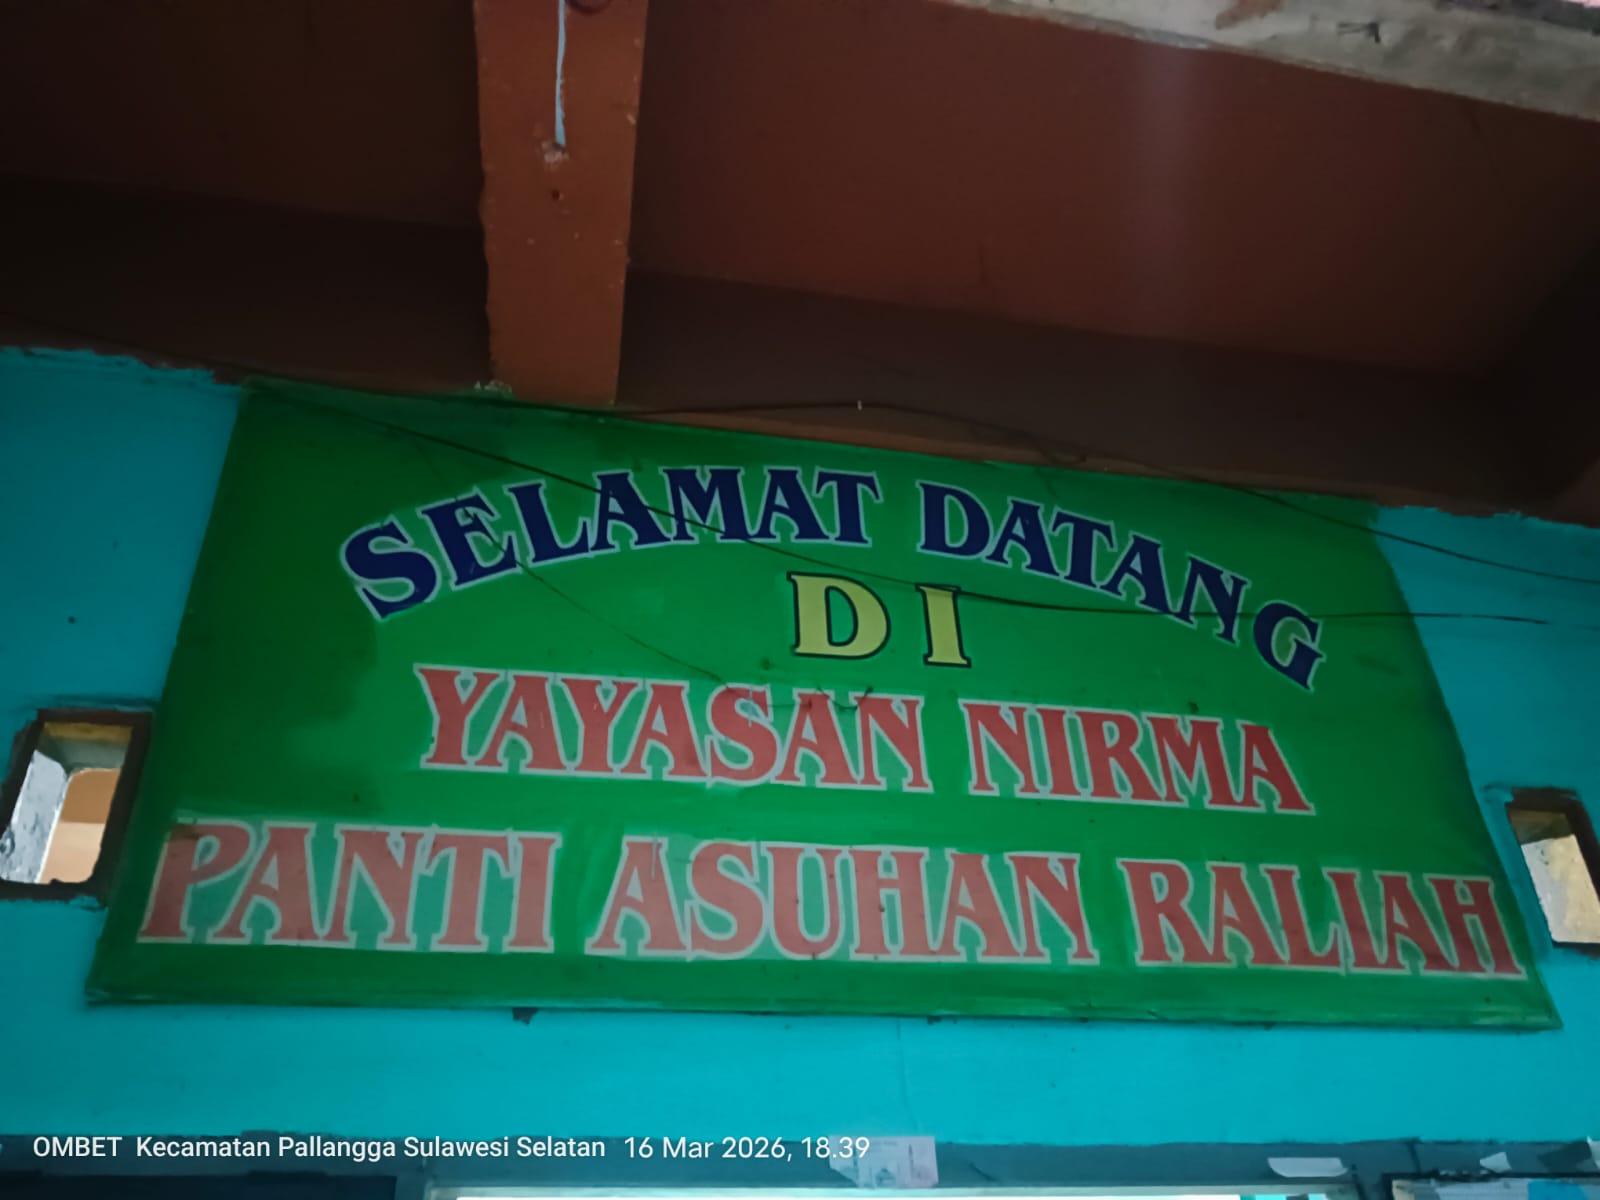 SELAMAT DATANG
DI
YAYASAN NIRMA
PANTI ASUHAN RALIAH
OMBET Kecamatan Pallangga Sulawesi Selatan 16 Mar 2026, 18.39